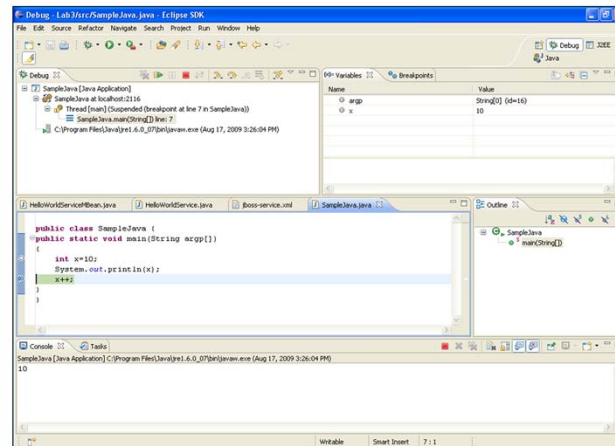 Debug - Lab3/src/SampleJava.java - Eclipse SDK
File Edit Source Refactor Navigate Search Project Run Window Help
Debug J2EE
Java
Debug
SampleJava [Java Application]
SampleJava at localhost:2116
Thread [main] (Suspended (breakpoint at line 7 in SampleJava))
SampleJava.main(String[]) line: 7
C:\Program Files\Java\jre1.6.0_07\bin\javaw.exe (Aug 17, 2009 3:26:04 PM)
(x)= Variables Breakpoints
Name Value
argp String[0] (id=16)
x 10
HelloWorldServiceMBean.java HelloWorldService.java jboss-service.xml SampleJava.java
public class SampleJava {
public static void main(String argp[])
{
int x=10;
System.out.println(x);
x++;
}
}
Outline
SampleJava
main(String[])
Console Tasks
SampleJava [Java Application] C:\Program Files\Java\jre1.6.0_07\bin\javaw.exe (Aug 17, 2009 3:26:04 PM)
10
Writable Smart Insert 7 : 1